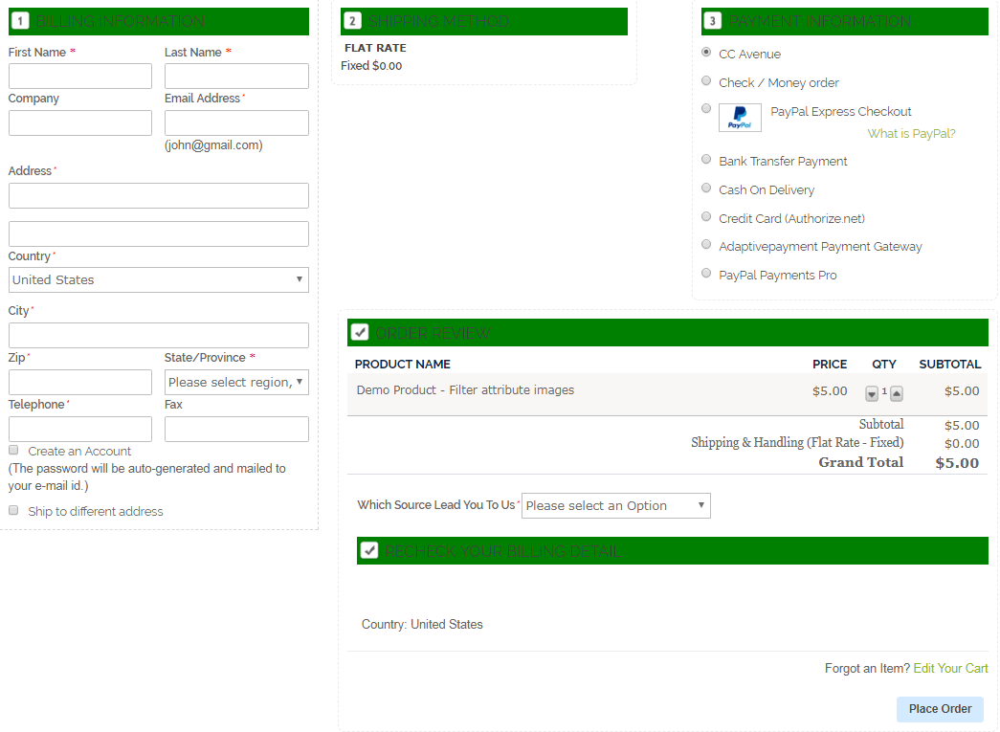 1 BILLING INFORMATION
First Name *
Last Name *
Company
Email Address *
(john@gmail.com)
Address *
Country *
United States
City *
Zip *
State/Province *
Please select region,
Telephone *
Fax
Create an Account
(The password will be auto-generated and mailed to
your e-mail id.)
Ship to different address
2 SHIPPING METHOD
FLAT RATE
Fixed $0.00
3 PAYMENT INFORMATION
CC Avenue
Check / Money order
PayPal PayPal Express Checkout
What is PayPal?
Bank Transfer Payment
Cash On Delivery
Credit Card (Authorize.net)
Adaptivepayment Payment Gateway
PayPal Payments Pro
ORDER REVIEW
PRODUCT NAME PRICE QTY SUBTOTAL
Demo Product - Filter attribute images $5.00 1 $5.00
Subtotal $5.00
Shipping & Handling (Flat Rate - Fixed) $0.00
Grand Total $5.00
Which Source Lead You To Us * Please select an Option
RECHECK YOUR BILLING DETAIL
Country: United States
Forgot an Item? Edit Your Cart
Place Order